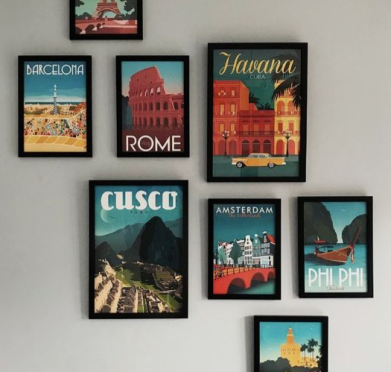 BARCELONA
ROME
Havana
CUBA
CUSCO
AMSTERDAM
PHI PHI